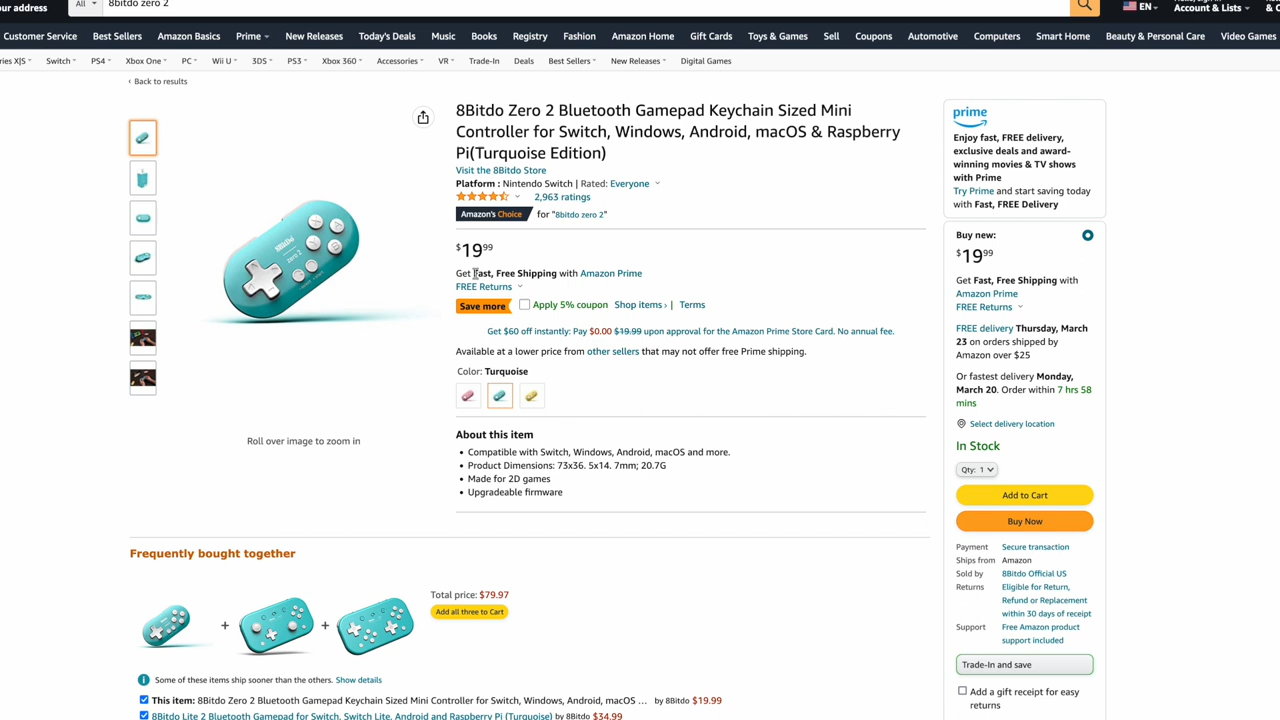 our address
All
8bitdo zero 2
EN
Account & Lists
& O
Customer Service
Best Sellers
Amazon Basics
Prime
New Releases
Today's Deals
Music
Books
Registry
Fashion
Amazon Home
Gift Cards
Toys & Games
Sell
Coupons
Automotive
Computers
Smart Home
Beauty & Personal Care
Video Games
ries X|S
Switch
PS4
Xbox One
PC
Wii U
3DS
PS3
Xbox 360
Accessories
VR
Trade-In
Deals
Best Sellers
New Releases
Digital Games
‹ Back to results
8Bitdo Zero 2 Bluetooth Gamepad Keychain Sized Mini
Controller for Switch, Windows, Android, macOS & Raspberry
Pi(Turquoise Edition)
Visit the 8Bitdo Store
Platform : Nintendo Switch | Rated: Everyone
2,963 ratings
Amazon's Choice for "8bitdo zero 2"
$19 99
Get Fast, Free Shipping with Amazon Prime
FREE Returns
Save more Apply 5% coupon Shop items › | Terms
Get $60 off instantly: Pay $0.00 $19.99 upon approval for the Amazon Prime Store Card. No annual fee.
Available at a lower price from other sellers that may not offer free Prime shipping.
Color: Turquoise
About this item
• Compatible with Switch, Windows, Android, macOS and more.
• Product Dimensions: 73x36. 5x14. 7mm; 20.7G
• Made for 2D games
• Upgradeable firmware
8BitDo
zero 2
Roll over image to zoom in
prime
Enjoy fast, FREE delivery,
exclusive deals and award-
winning movies & TV shows
with Prime
Try Prime and start saving today
with Fast, FREE Delivery
Buy new:
$19 99
Get Fast, Free Shipping with
Amazon Prime
FREE Returns
FREE delivery Thursday, March
23 on orders shipped by
Amazon over $25
Or fastest delivery Monday,
March 20. Order within 7 hrs 58
mins
Select delivery location
In Stock
Qty: 1
Add to Cart
Buy Now
Payment Secure transaction
Ships from Amazon
Sold by 8Bitdo Official US
Returns Eligible for Return,
Refund or Replacement
within 30 days of receipt
Support Free Amazon product
support included
Trade-In and save
Add a gift receipt for easy
returns
Frequently bought together
+
+
Total price: $79.97
Add all three to Cart
Some of these items ship sooner than the others. Show details
This item: 8Bitdo Zero 2 Bluetooth Gamepad Keychain Sized Mini Controller for Switch, Windows, Android, macOS ... by 8Bitdo $19.99
8Bitdo Lite 2 Bluetooth Gamepad for Switch, Switch Lite, Android and Raspberry Pi (Turquoise) by 8Bitdo $34.99